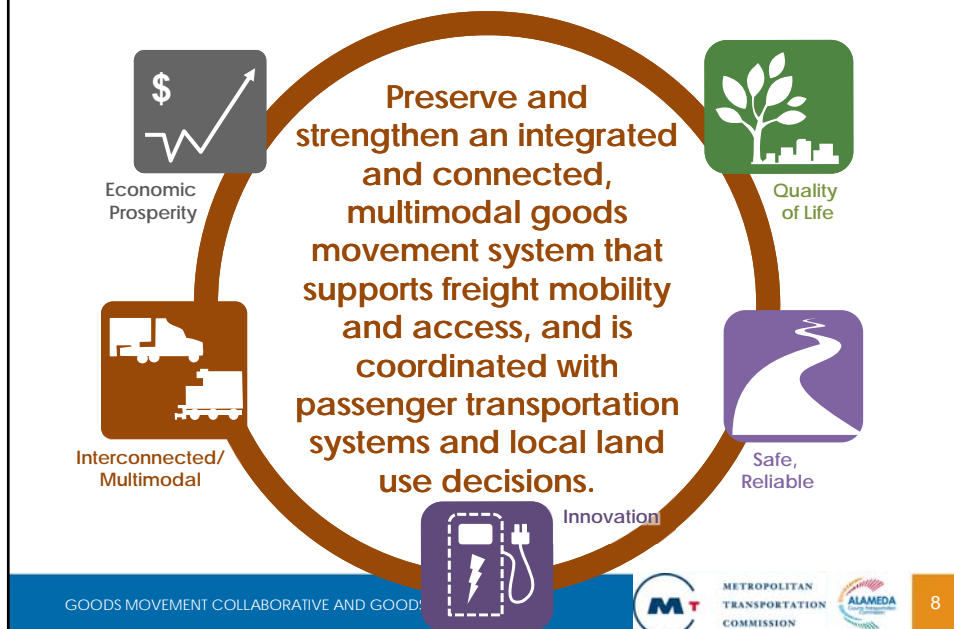 $
Economic
Prosperity
Quality
of Life
Preserve and
strengthen an integrated
and connected,
multimodal goods
movement system that
supports freight mobility
and access, and is
coordinated with
passenger transportation
systems and local land
use decisions.
Interconnected/
Multimodal
Safe,
Reliable
Innovation
GOODS MOVEMENT COLLABORATIVE AND GOODS
M T
METROPOLITAN
TRANSPORTATION
COMMISSION
ALAMEDA
8